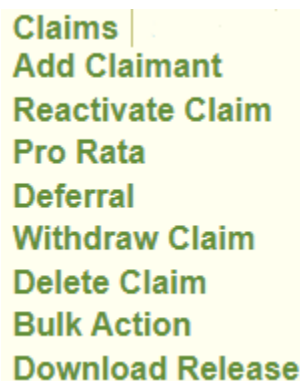 Claims
Add Claimant
Reactivate Claim
Pro Rata
Deferral
Withdraw Claim
Delete Claim
Bulk Action
Download Release